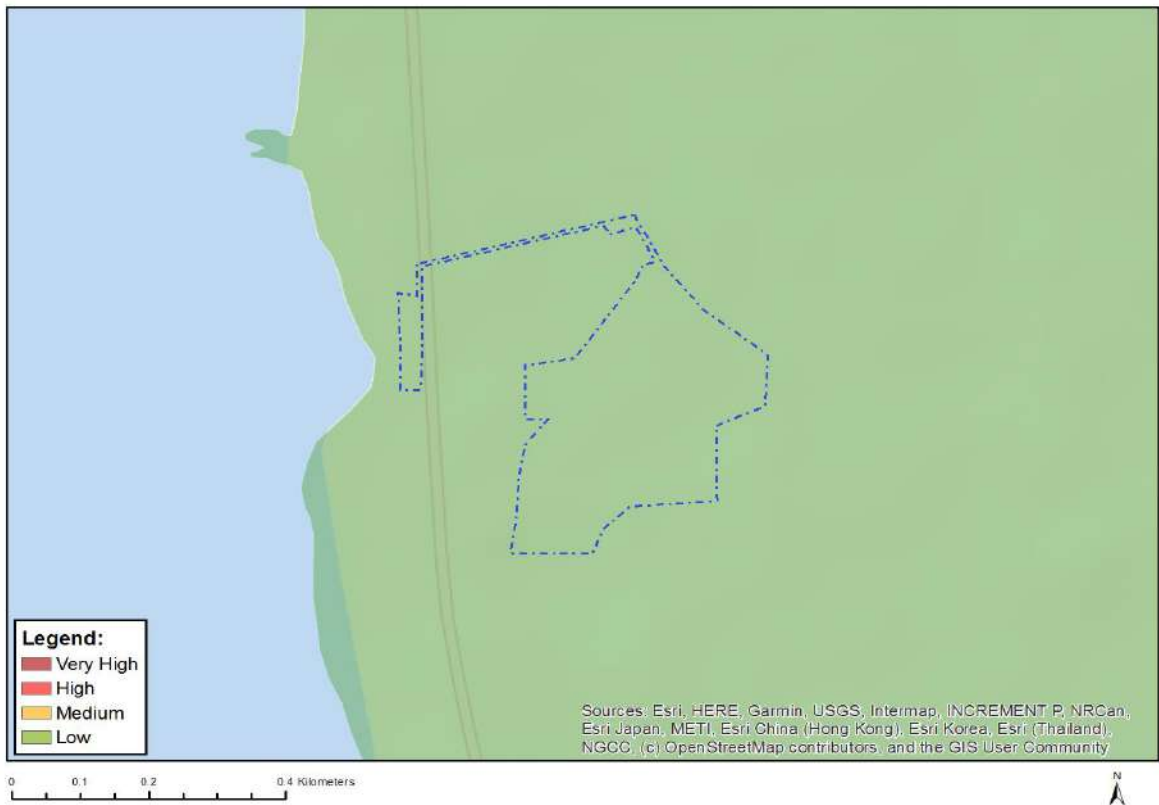 Legend:
Very High
High
Medium
Low
Sources: Esri, HERE, Garmin, USGS, Intermap, INCREMENT P, NRCan,
Esri Japan, METI, Esri China (Hong Kong), Esri Korea, Esri (Thailand),
NGCC, (c) OpenStreetMap contributors, and the GIS User Community
0 0.1 0.2 0.4 Kilometers
N